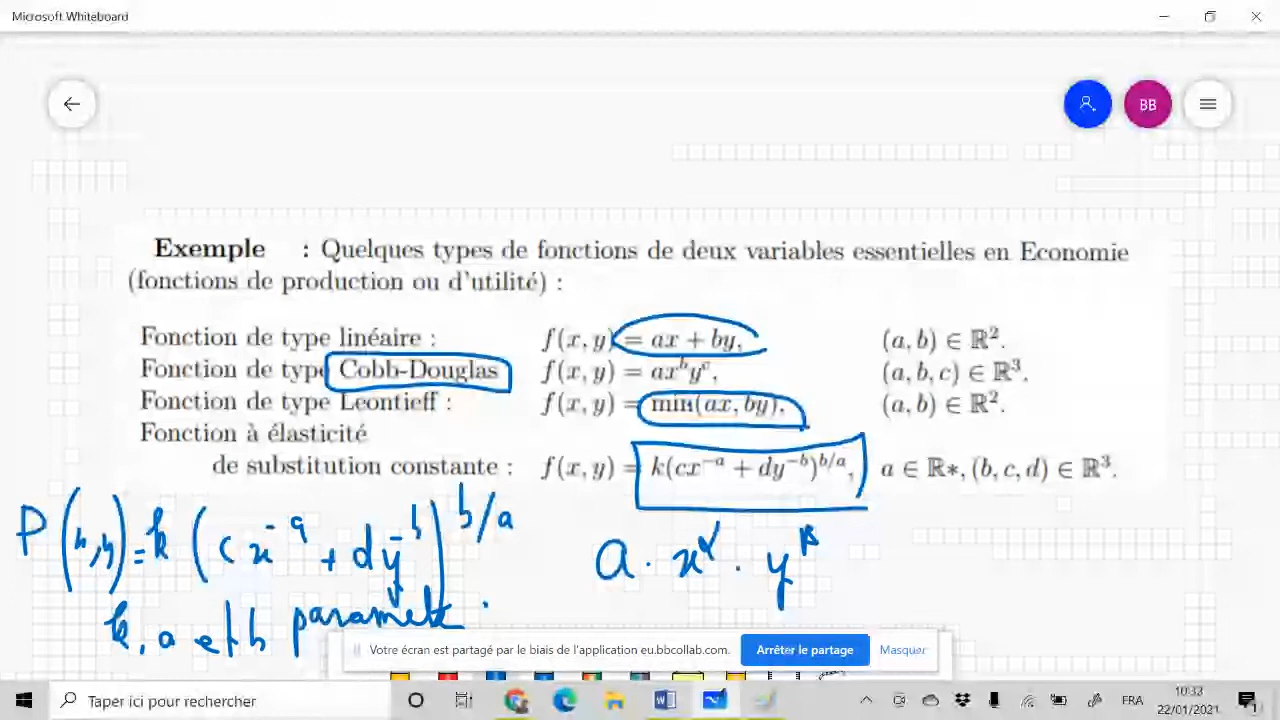 Microsoft Whiteboard
BB
Exemple : Quelques types de fonctions de deux variables essentielles en Economie
(fonctions de production ou d'utilité) :
Fonction de type linéaire : f(x, y) = ax + by, (a, b) ∈ ℝ².
Fonction de type Cobb-Douglas f(x, y) = ax^b y^c, (a, b, c) ∈ ℝ³.
Fonction de type Leontieff : f(x, y) = min(ax, by), (a, b) ∈ ℝ².
Fonction à élasticité
de substitution constante : f(x, y) = k(cx^{-a} + dy^{-b})^{b/a}, a ∈ ℝ*, (b, c, d) ∈ ℝ³.
P(x,y) = k (cx^{-a} + dy^{-b})^{b/a}
a . x^α . y^β
k, a et b
Votre écran est partagé par le biais de l'application eu.bbcollab.com. Arrêter le partage Masquer
Taper ici pour rechercher FRA 10:33
22/01/2021 1